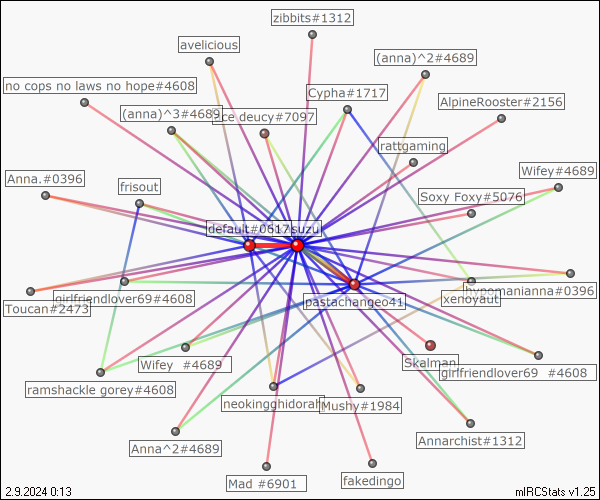 zibbits#1312
avelicious
(anna)^2#4689
no cops no laws no hope#4608
Cypha#1717
AlpineRooster#2156
(anna)^3#4689
ce deucy#7097
rattgaming
Anna.#0396
frisout
Wifey#4689
Soxy Foxy#5076
default#0617
suzu
Toucan#2473
girlfriendlover69#4608
pastachangeo41
xenoyaut
hypomanianna#0396
Wifey #4689
Skalman
girlfriendlover69 #4608
ramshackle gorey#4608
neokingghidorah
Mushy#1984
Annarchist#1312
Anna^2#4689
Mad #6901
fakedingo
2.9.2024 0:13
mIRCStats v1.25